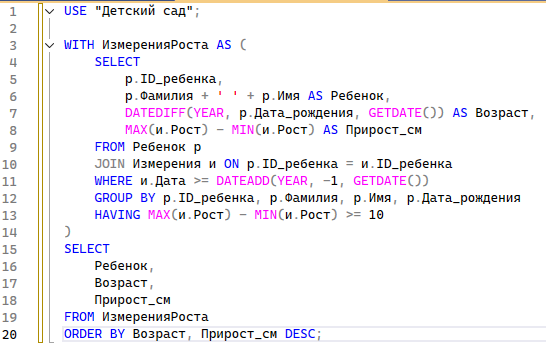 1 USE "Детский сад";
2
3 WITH ИзмеренияРоста AS (
4 SELECT
5 р.ID_ребенка,
6 р.Фамилия + ' ' + р.Имя AS Ребенок,
7 DATEDIFF(YEAR, р.Дата_рождения, GETDATE()) AS Возраст,
8 MAX(и.Рост) - MIN(и.Рост) AS Прирост_см
9 FROM Ребенок р
10 JOIN Измерения и ON р.ID_ребенка = и.ID_ребенка
11 WHERE и.Дата >= DATEADD(YEAR, -1, GETDATE())
12 GROUP BY р.ID_ребенка, р.Фамилия, р.Имя, р.Дата_рождения
13 HAVING MAX(и.Рост) - MIN(и.Рост) >= 10
14 )
15 SELECT
16 Ребенок,
17 Возраст,
18 Прирост_см
19 FROM ИзмеренияРоста
20 ORDER BY Возраст, Прирост_см DESC;